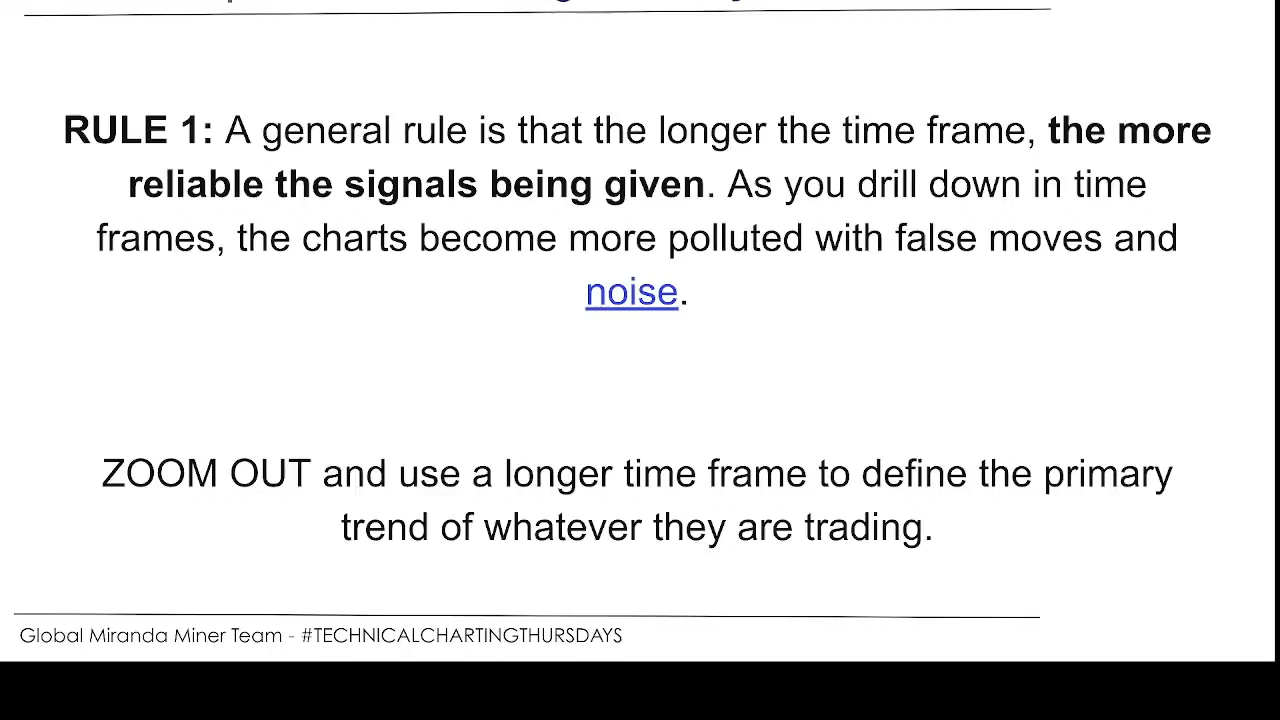 RULE 1: A general rule is that the longer the time frame, the more
reliable the signals being given. As you drill down in time
frames, the charts become more polluted with false moves and
noise.
ZOOM OUT and use a longer time frame to define the primary
trend of whatever they are trading.
Global Miranda Miner Team - #TECHNICALCHARTINGTHURSDAYS